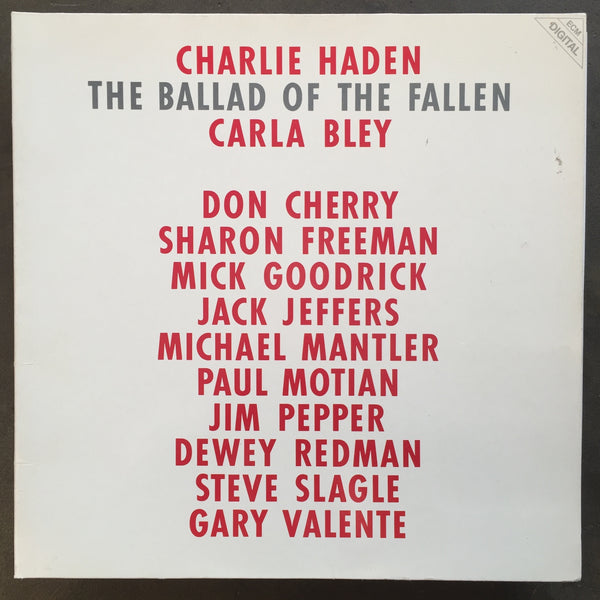 ECM
DIGITAL
CHARLIE HADEN
THE BALLAD OF THE FALLEN
CARLA BLEY
DON CHERRY
SHARON FREEMAN
MICK GOODRICK
JACK JEFFERS
MICHAEL MANTLER
PAUL MOTIAN
JIM PEPPER
DEWEY REDMAN
STEVE SLAGLE
GARY VALENTE